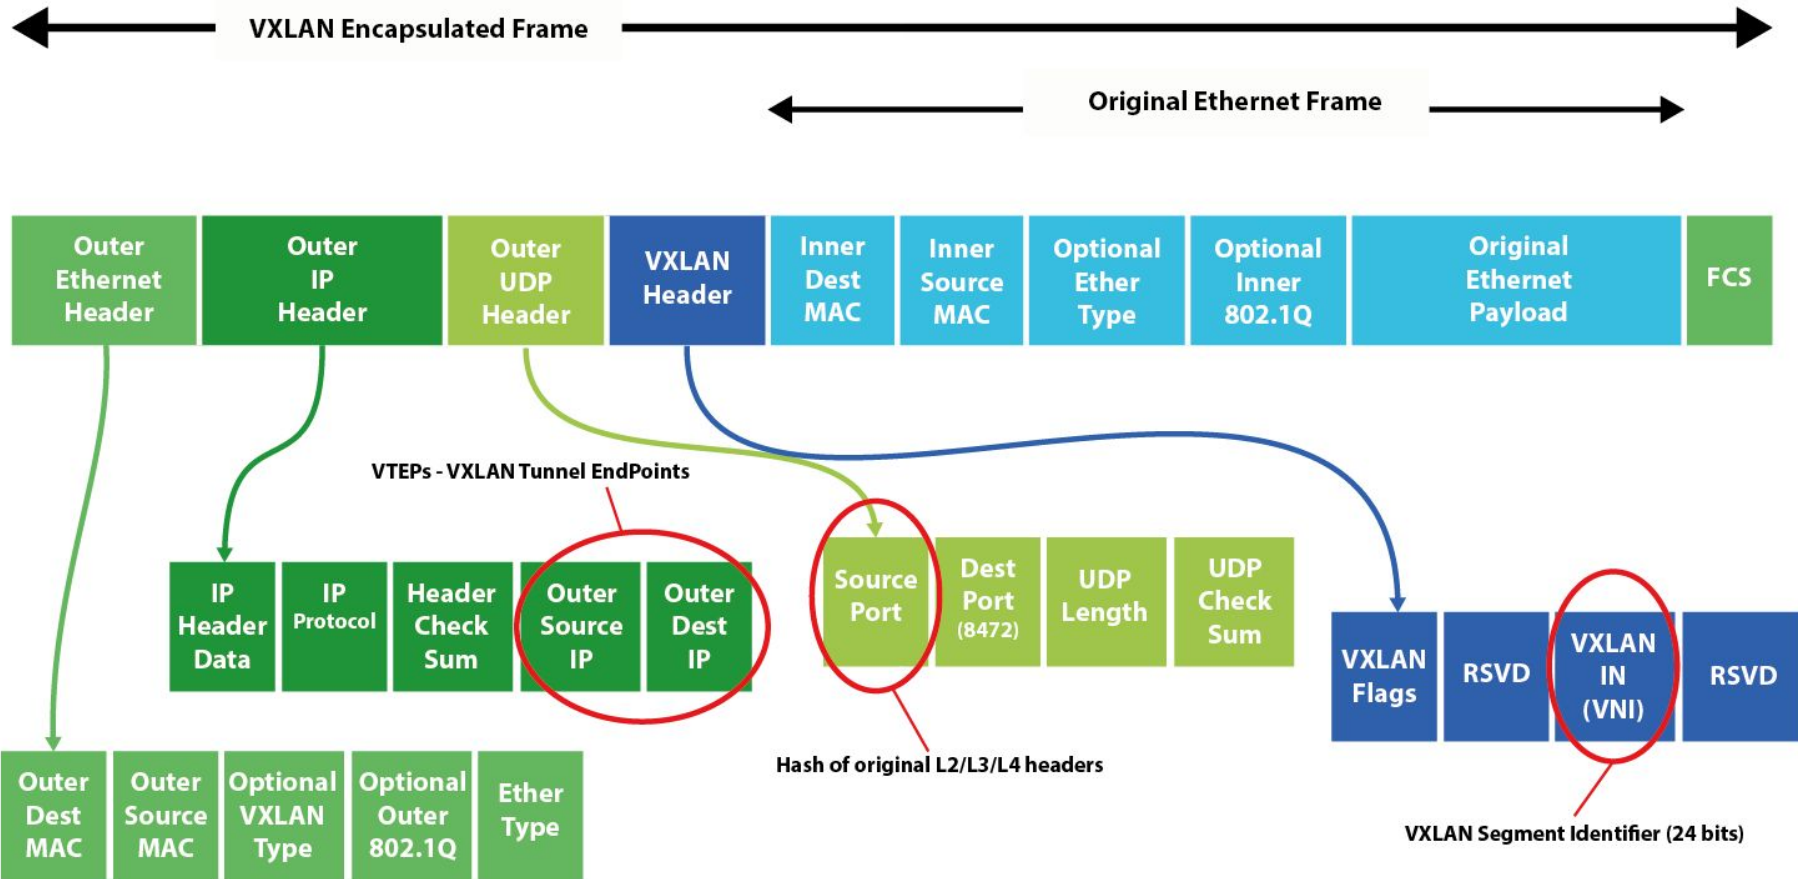 VXLAN Encapsulated Frame
Original Ethernet Frame
Outer
Ethernet
Header
Outer
IP
Header
Outer
UDP
Header
VXLAN
Header
Inner
Dest
MAC
Inner
Source
MAC
Optional
Ether
Type
Optional
Inner
802.1Q
Original
Ethernet
Payload
FCS
VTEPs - VXLAN Tunnel EndPoints
IP
Header
Data
IP
Protocol
Header
Check
Sum
Outer
Source
IP
Outer
Dest
IP
Source
Port
Dest
Port
(8472)
UDP
Length
UDP
Check
Sum
VXLAN
Flags
RSVD
VXLAN
IN
(VNI)
RSVD
Hash of original L2/L3/L4 headers
VXLAN Segment Identifier (24 bits)
Outer
Dest
MAC
Outer
Source
MAC
Optional
VXLAN
Type
Optional
Outer
802.1Q
Ether
Type